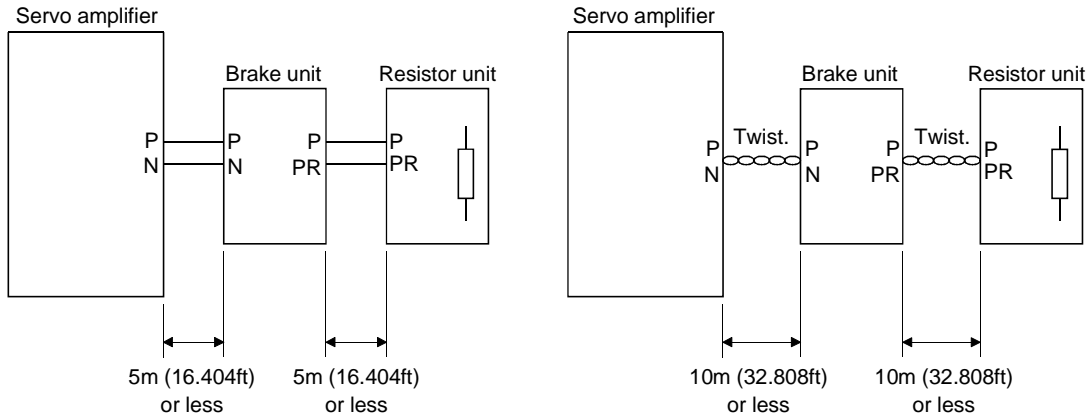 Servo amplifier
Brake unit
Resistor unit
P P P P
N N PR PR
5m (16.404ft)
or less
5m (16.404ft)
or less
Servo amplifier
Brake unit
Resistor unit
Twist.
Twist.
P P P P
N N PR PR
10m (32.808ft)
or less
10m (32.808ft)
or less